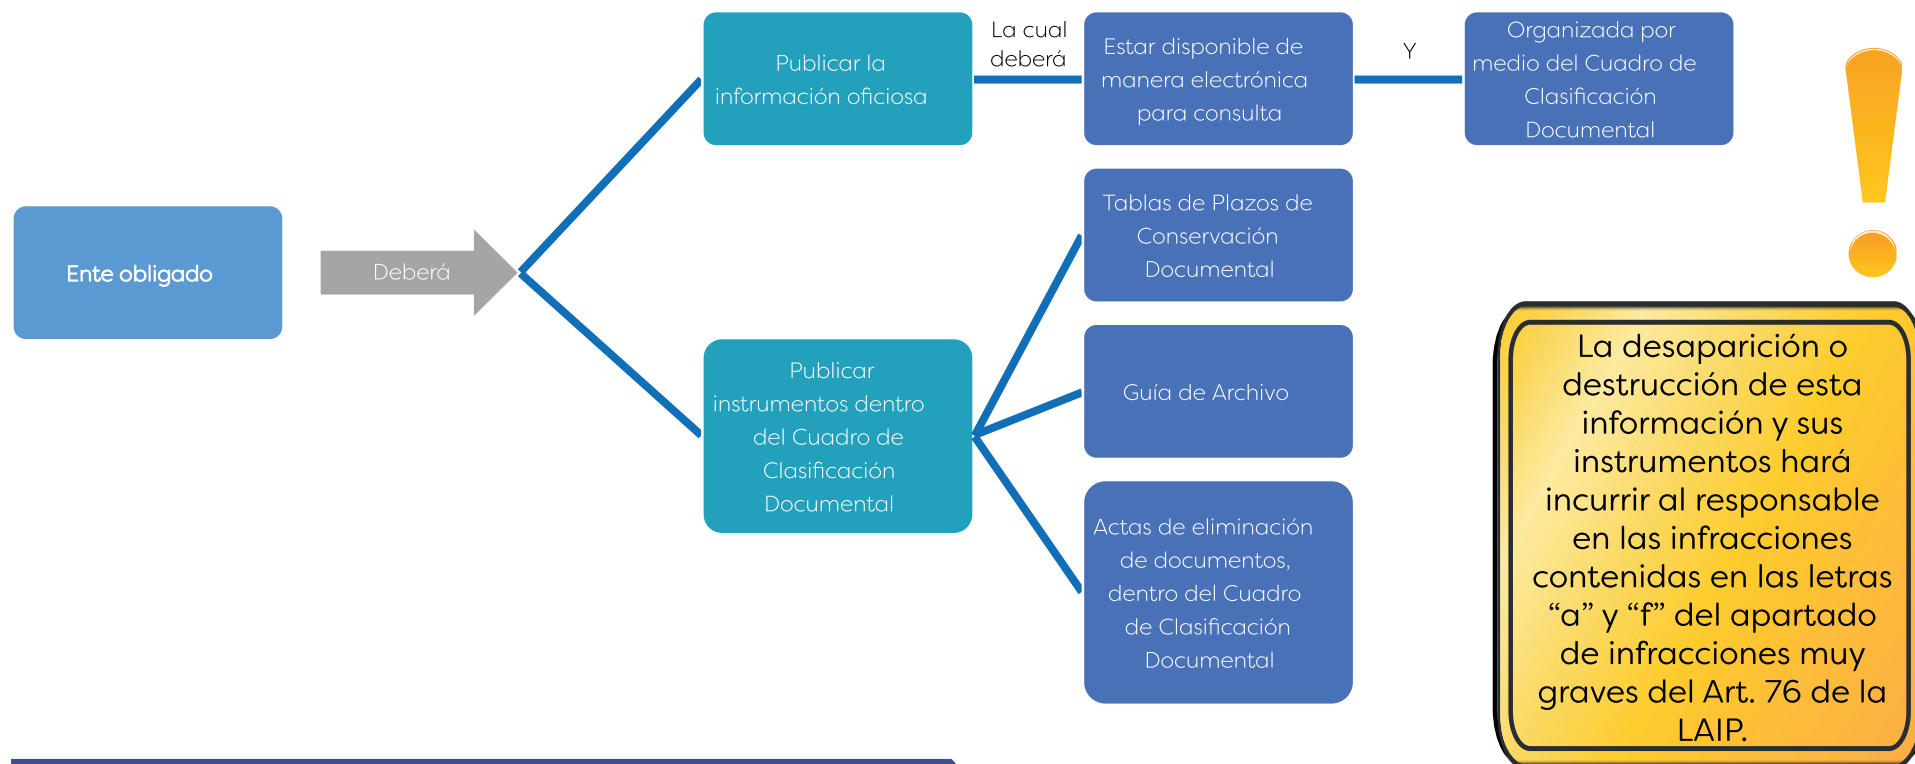 Ente obligado
Deberá
Publicar la
información oficiosa
La cual
deberá
Estar disponible de
manera electrónica
para consulta
Y
Organizada por
medio del Cuadro de
Clasificación
Documental
Publicar
instrumentos dentro
del Cuadro de
Clasificación
Documental
Tablas de Plazos de
Conservación
Documental
Guía de Archivo
Actas de eliminación
de documentos,
dentro del Cuadro
de Clasificación
Documental
!
La desaparición o
destrucción de esta
información y sus
instrumentos hará
incurrir al responsable
en las infracciones
contenidas en las letras
“a” y “f” del apartado
de infracciones muy
graves del Art. 76 de la
LAIP.